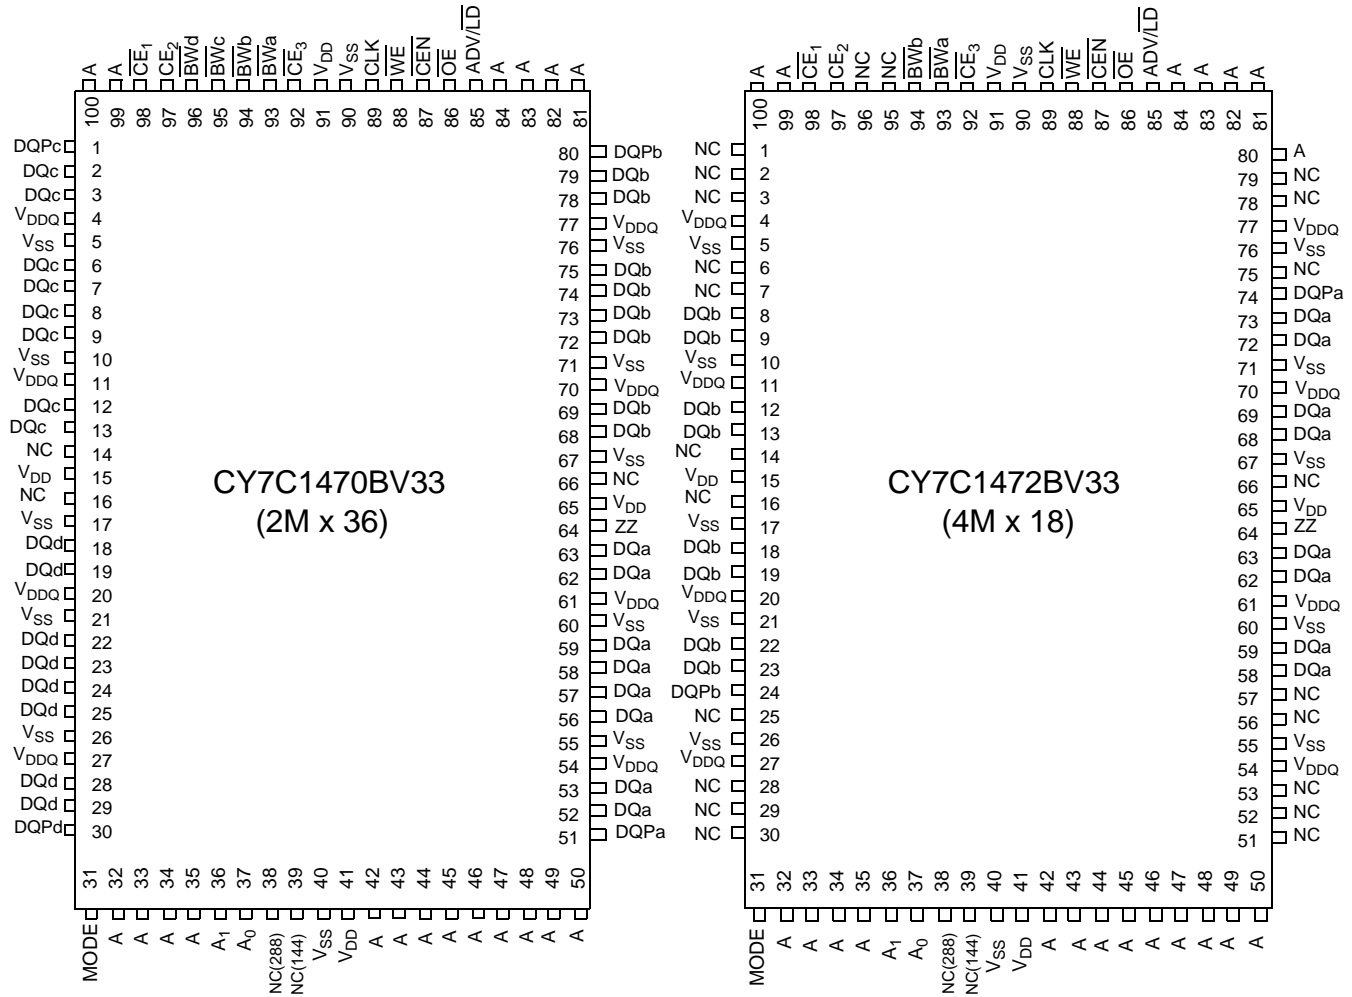 A A CE1 CE2 BWd BWc BWb BWa CE3 VDD VSS CLK WE CEN OE ADV/LD A A A A
100 99 98 97 96 95 94 93 92 91 90 89 88 87 86 85 84 83 82 81
DQPc 1
DQc 2
DQc 3
VDDQ 4
VSS 5
DQc 6
DQc 7
DQc 8
DQc 9
VSS 10
VDDQ 11
DQc 12
DQc 13
NC 14
VDD 15
NC 16
VSS 17
DQd 18
DQd 19
VDDQ 20
VSS 21
DQd 22
DQd 23
DQd 24
DQd 25
VSS 26
VDDQ 27
DQd 28
DQd 29
DQPd 30
CY7C1470BV33
(2M x 36)
80 DQPb
79 DQb
78 DQb
77 VDDQ
76 VSS
75 DQb
74 DQb
73 DQb
72 DQb
71 VSS
70 VDDQ
69 DQb
68 DQb
67 VSS
66 NC
65 VDD
64 ZZ
63 DQa
62 DQa
61 VDDQ
60 VSS
59 DQa
58 DQa
57 DQa
56 DQa
55 VSS
54 VDDQ
53 DQa
52 DQa
51 DQPa
31 32 33 34 35 36 37 38 39 40 41 42 43 44 45 46 47 48 49 50
MODE A A A A A1 A0 NC(288) NC(144) VSS VDD A A A A A A A A A
A A CE1 CE2 NC NC BWb BWa CE3 VDD VSS CLK WE CEN OE ADV/LD A A A A
100 99 98 97 96 95 94 93 92 91 90 89 88 87 86 85 84 83 82 81
NC 1
NC 2
NC 3
VDDQ 4
VSS 5
NC 6
NC 7
DQb 8
DQb 9
VSS 10
VDDQ 11
DQb 12
DQb 13
NC 14
VDD 15
NC 16
VSS 17
DQb 18
DQb 19
VDDQ 20
VSS 21
DQb 22
DQb 23
DQPb 24
NC 25
VSS 26
VDDQ 27
NC 28
NC 29
NC 30
CY7C1472BV33
(4M x 18)
80 A
79 NC
78 NC
77 VDDQ
76 VSS
75 NC
74 DQPa
73 DQa
72 DQa
71 VSS
70 VDDQ
69 DQa
68 DQa
67 VSS
66 NC
65 VDD
64 ZZ
63 DQa
62 DQa
61 VDDQ
60 VSS
59 DQa
58 DQa
57 NC
56 NC
55 VSS
54 VDDQ
53 NC
52 NC
51 NC
31 32 33 34 35 36 37 38 39 40 41 42 43 44 45 46 47 48 49 50
MODE A A A A A1 A0 NC(288) NC(144) VSS VDD A A A A A A A A A